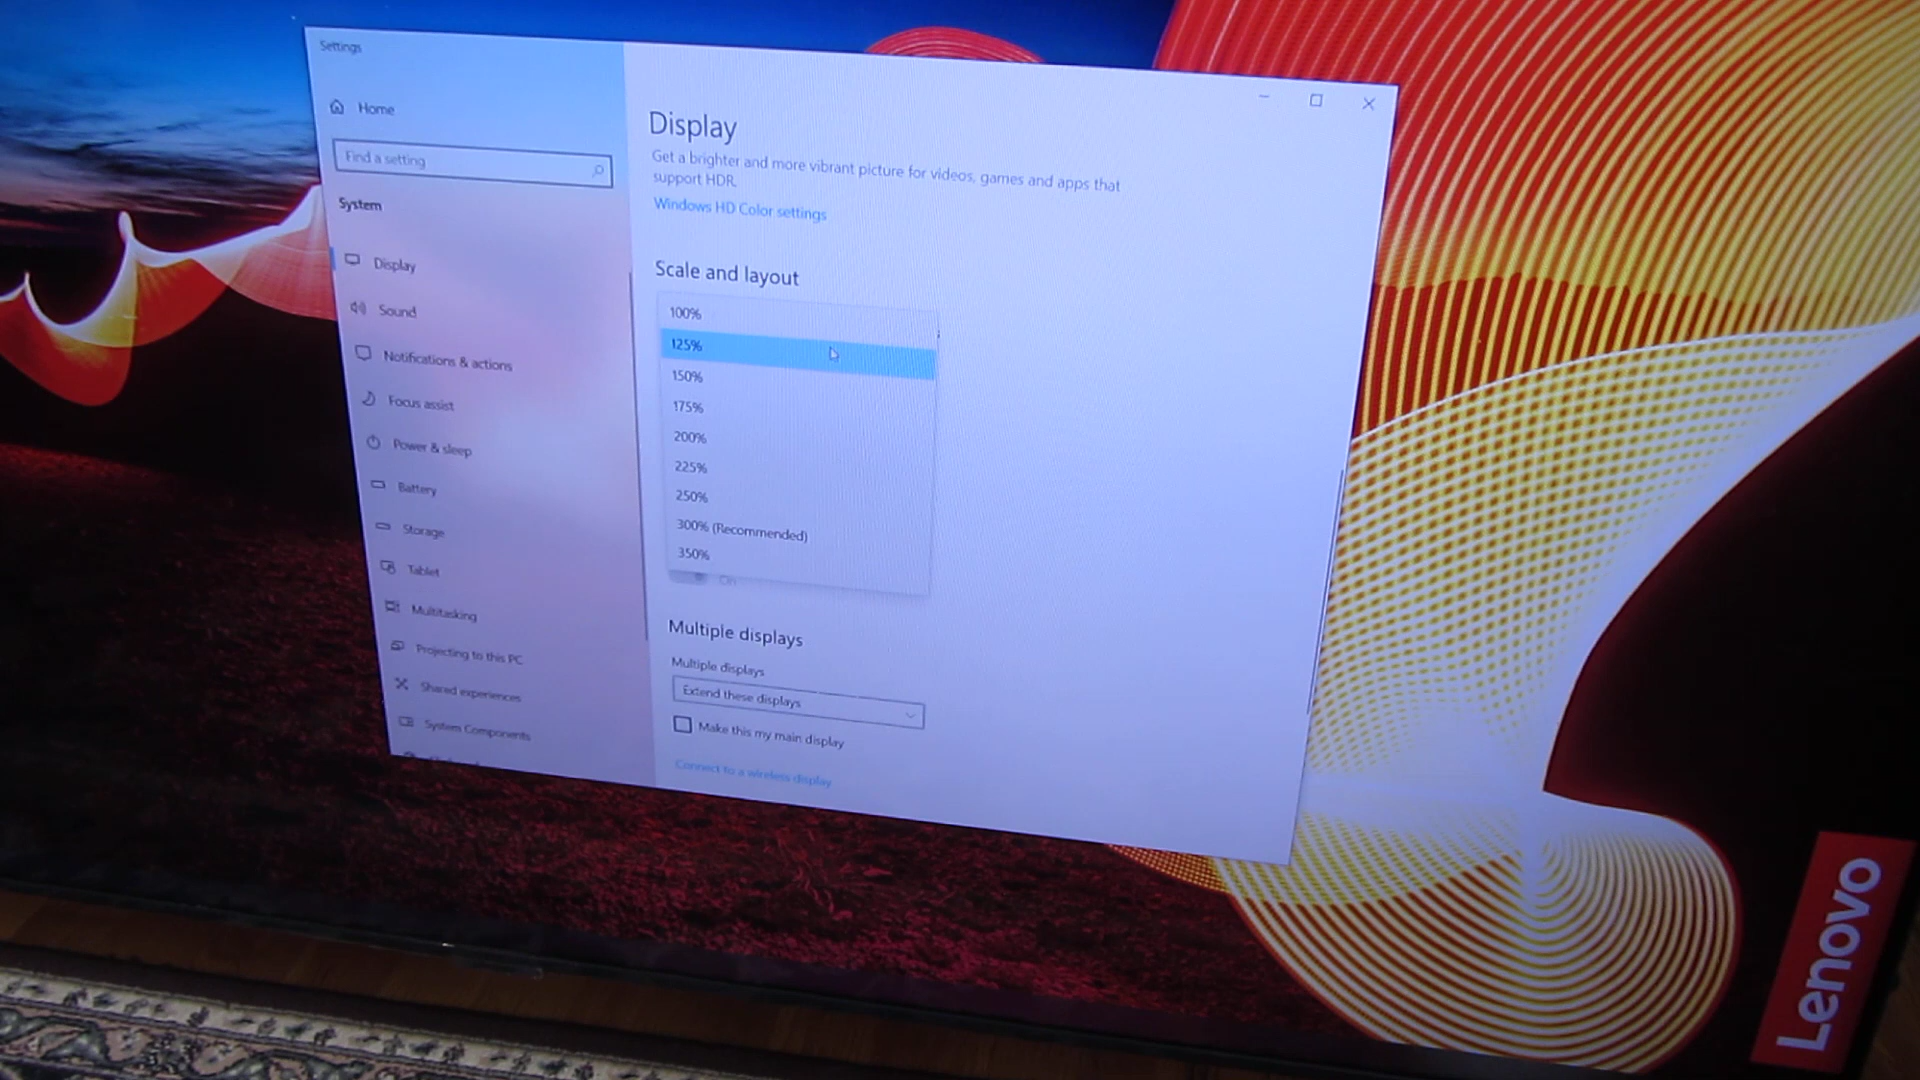 Settings
Home
Find a setting
System
Display
Sound
Notifications & actions
Focus assist
Power & sleep
Battery
Storage
Tablet
Multitasking
Projecting to this PC
Shared experiences
System Components
Display
Get a brighter and more vibrant picture for videos, games and apps that
support HDR.
Windows HD Color settings
Scale and layout
100%
125%
150%
175%
200%
225%
250%
300% (Recommended)
350%
On
Multiple displays
Multiple displays
Extend these displays
Make this my main display
Connect to a wireless display
Lenovo